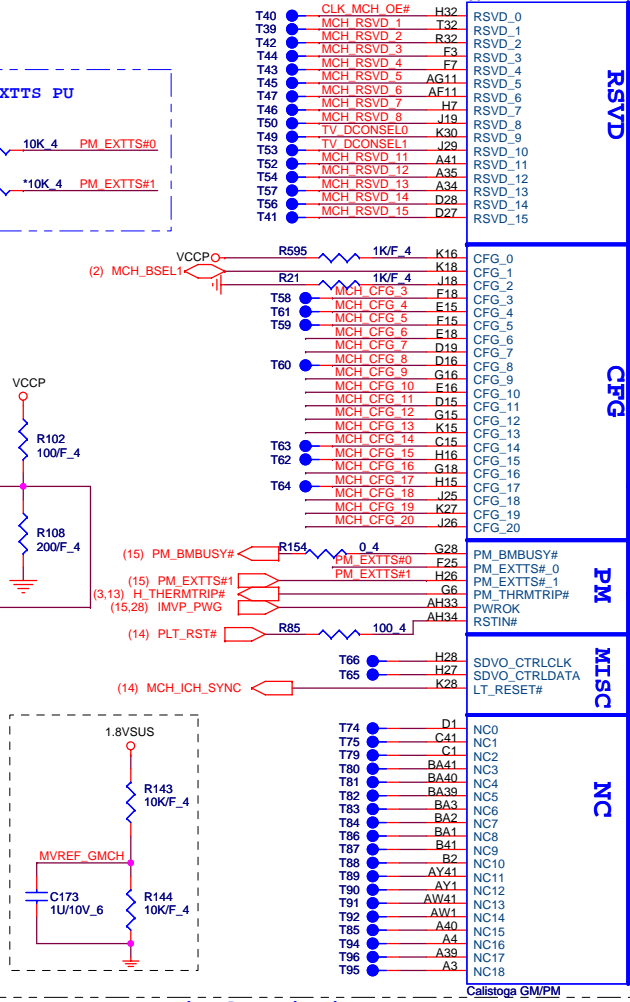 T40 CLK_MCH_OE# H32 RSVD_0
T39 MCH_RSVD_1 T32 RSVD_1
T42 MCH_RSVD_2 R32 RSVD_2
T44 MCH_RSVD_3 F3 RSVD_3
T43 MCH_RSVD_4 F7 RSVD_4
T45 MCH_RSVD_5 AG11 RSVD_5
T47 MCH_RSVD_6 AF11 RSVD_6
T46 MCH_RSVD_7 H7 RSVD_7
T50 MCH_RSVD_8 J19 RSVD_8
T49 TV_DCONSEL0 K30 RSVD_9
T53 TV_DCONSEL1 J29 RSVD_10
T52 MCH_RSVD_11 A41 RSVD_11
T54 MCH_RSVD_12 A35 RSVD_12
T57 MCH_RSVD_13 A34 RSVD_13
T56 MCH_RSVD_14 D28 RSVD_14
T41 MCH_RSVD_15 D27 RSVD_15
RSVD
XTTS PU
10K_4 PM_EXTTS#0
*10K_4 PM_EXTTS#1
VCCP R595 1K/F_4 K16 CFG_0
(2) MCH_BSEL1 K18 CFG_1
R21 1K/F_4 J18 CFG_2
T58 MCH_CFG_3 F18 CFG_3
T61 MCH_CFG_4 E15 CFG_4
T59 MCH_CFG_5 F15 CFG_5
MCH_CFG_6 E18 CFG_6
MCH_CFG_7 D19 CFG_7
T60 MCH_CFG_8 D16 CFG_8
MCH_CFG_9 G16 CFG_9
MCH_CFG_10 E16 CFG_10
MCH_CFG_11 D15 CFG_11
MCH_CFG_12 G15 CFG_12
MCH_CFG_13 K15 CFG_13
T63 MCH_CFG_14 C15 CFG_14
T62 MCH_CFG_15 H16 CFG_15
MCH_CFG_16 G18 CFG_16
T64 MCH_CFG_17 H15 CFG_17
MCH_CFG_18 J25 CFG_18
MCH_CFG_19 K27 CFG_19
MCH_CFG_20 J26 CFG_20
CFG
VCCP
R102
100/F_4
R108
200/F_4
(15) PM_BMBUSY# R154 0_4 G28 PM_BMBUSY#
PM_EXTTS#0 F25 PM_EXTTS#_0
(15) PM_EXTTS#1 PM_EXTTS#1 H26 PM_EXTTS#_1
(3,13) H_THERMTRIP# G6 PM_THRMTRIP#
(15,28) IMVP_PWG AH33 PWROK
(14) PLT_RST# R85 100_4 AH34 RSTIN#
PM
T66 H28 SDVO_CTRLCLK
T65 H27 SDVO_CTRLDATA
(14) MCH_ICH_SYNC K28 LT_RESET#
MISC
1.8VSUS
R143
10K/F_4
MVREF_GMCH
C173
1U/10V_6
R144
10K/F_4
T74 D1 NC0
T75 C41 NC1
T79 C1 NC2
T80 BA41 NC3
T81 BA40 NC4
T82 BA39 NC5
T83 BA3 NC6
T84 BA2 NC7
T86 BA1 NC8
T87 B41 NC9
T88 B2 NC10
T89 AY41 NC11
T90 AY1 NC12
T91 AW41 NC13
T92 AW1 NC14
T85 A40 NC15
T94 A4 NC16
T96 A39 NC17
T95 A3 NC18
NC
Calistoga GM/PM